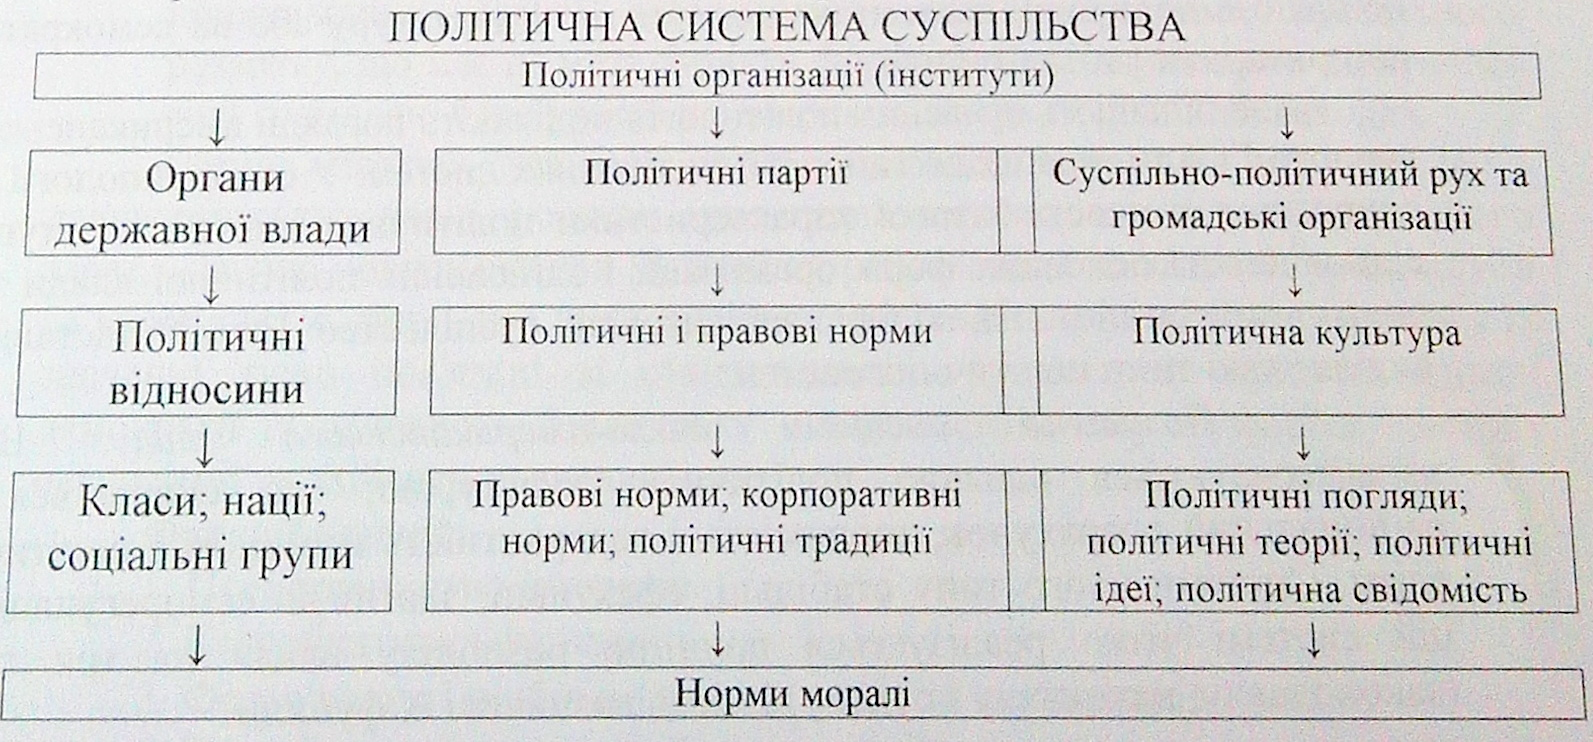 ПОЛІТИЧНА СИСТЕМА СУСПІЛЬСТВА
Політичні організації (інститути)
Органи
державної влади
Політичні партії
Суспільно-політичний рух та
громадські організації
Політичні
відносини
Політичні і правові норми
Політична культура
Класи; нації;
соціальні групи
Правові норми; корпоративні
норми; політичні традиції
Політичні погляди;
політичні теорії; політичні
ідеї; політична свідомість
Норми моралі